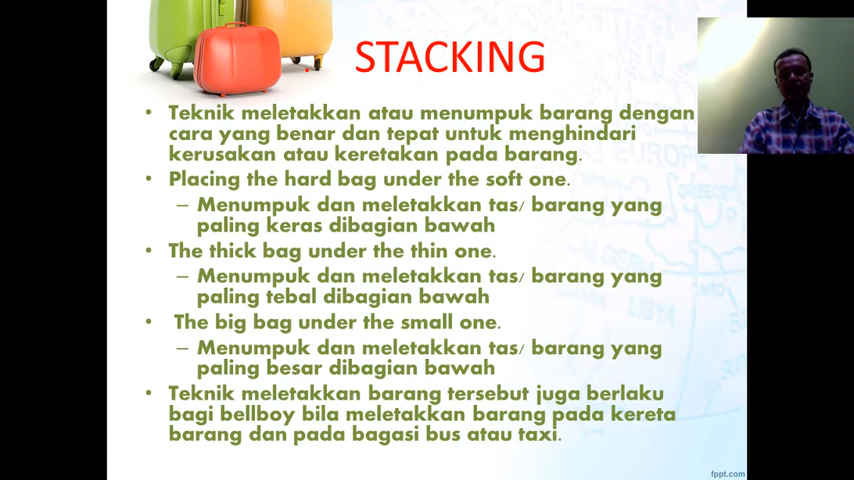 STACKING
• Teknik meletakkan atau menumpuk barang dengan
cara yang benar dan tepat untuk menghindari
kerusakan atau keretakan pada barang.
• Placing the hard bag under the soft one.
– Menumpuk dan meletakkan tas/ barang yang
paling keras dibagian bawah
• The thick bag under the thin one.
– Menumpuk dan meletakkan tas/ barang yang
paling tebal dibagian bawah
• The big bag under the small one.
– Menumpuk dan meletakkan tas/ barang yang
paling besar dibagian bawah
• Teknik meletakkan barang tersebut juga berlaku
bagi bellboy bila meletakkan barang pada kereta
barang dan pada bagasi bus atau taxi.
fppt.com